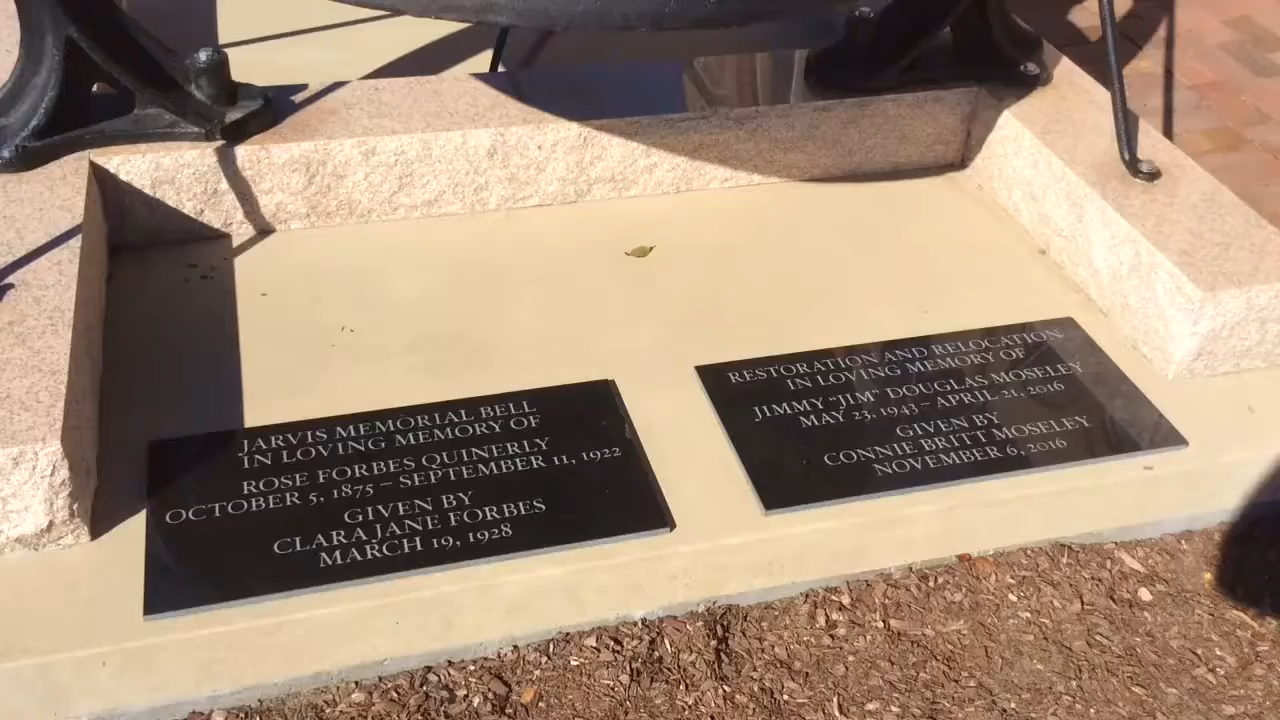 JARVIS MEMORIAL BELL
IN LOVING MEMORY OF
ROSE FORBES QUINERLY
OCTOBER 5, 1875 – SEPTEMBER 11, 1922
GIVEN BY
CLARA JANE FORBES
MARCH 19, 1928
RESTORATION AND RELOCATION
IN LOVING MEMORY OF
JIMMY "JIM" DOUGLAS MOSELEY
MAY 23, 1943 – APRIL 21, 2016
GIVEN BY
CONNIE BRITT MOSELEY
NOVEMBER 6, 2016